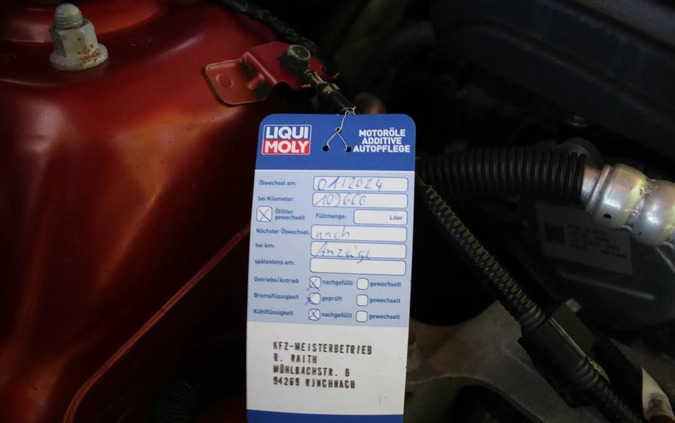 LIQUI
MOLY
MOTORÖLE
ADDITIVE
AUTOPFLEGE
Ölwechsel am: 01/2024
bei Kilometer: 109660
Ölfilter
gewechselt
Füllmenge: Liter
Nächster Ölwechsel: nach
bei km: Anzeige
spätestens am:
Getriebe/Antrieb nachgefüllt gewechselt
Bremsflüssigkeit geprüft gewechselt
Kühlflüssigkeit nachgefüllt gewechselt
KFZ-MEISTERBETRIEB
R. RAITH
MÜHLBACHSTR. 6
94269 RINCHNACH